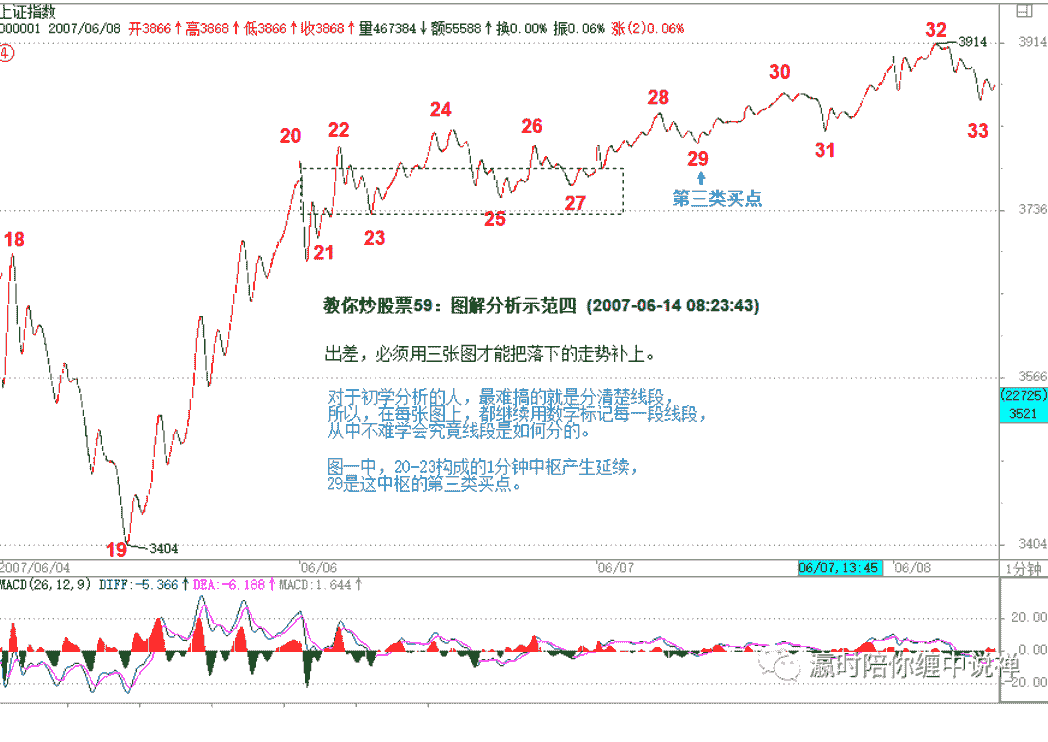 上证指数
000001 2007/06/08 开3866↑高3868↑低3866↑收3868↑量467384↓额55588↑换0.00% 振0.06% 涨(2)0.06%
④
32
3914
3914
30
33
28
31
29
第三类买点
24
26
20
22
25
27
21
23
3736
18
教你炒股票59：图解分析示范四 (2007-06-14 08:23:43)
出差，必须用三张图才能把落下的走势补上。
3566
对于初学分析的人，最难搞的就是分清楚线段，
所以，在每张图上，都继续用数字标记每一段线段，
从中不难学会究竟线段是如何分的。
(22725)
3521
图一中，20-23构成的1分钟中枢产生延续，
29是这中枢的第三类买点。
19
3404
3404
2007/06/04
06/06
06/07
06/07,13:45
06/08
1分钟
MACD(26,12,9) DIFF:-5.366↑DEA:-6.188↑MACD:1.644↑
20.00
0.00
-20.00
瀛时陪你缠中说禅